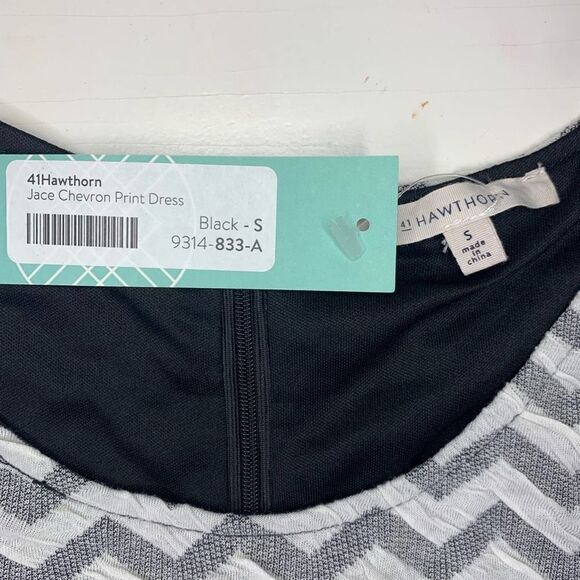 41Hawthorn
Jace Chevron Print Dress
Black - S
9314-833-A
41 HAWTHORN
S
made
in
china